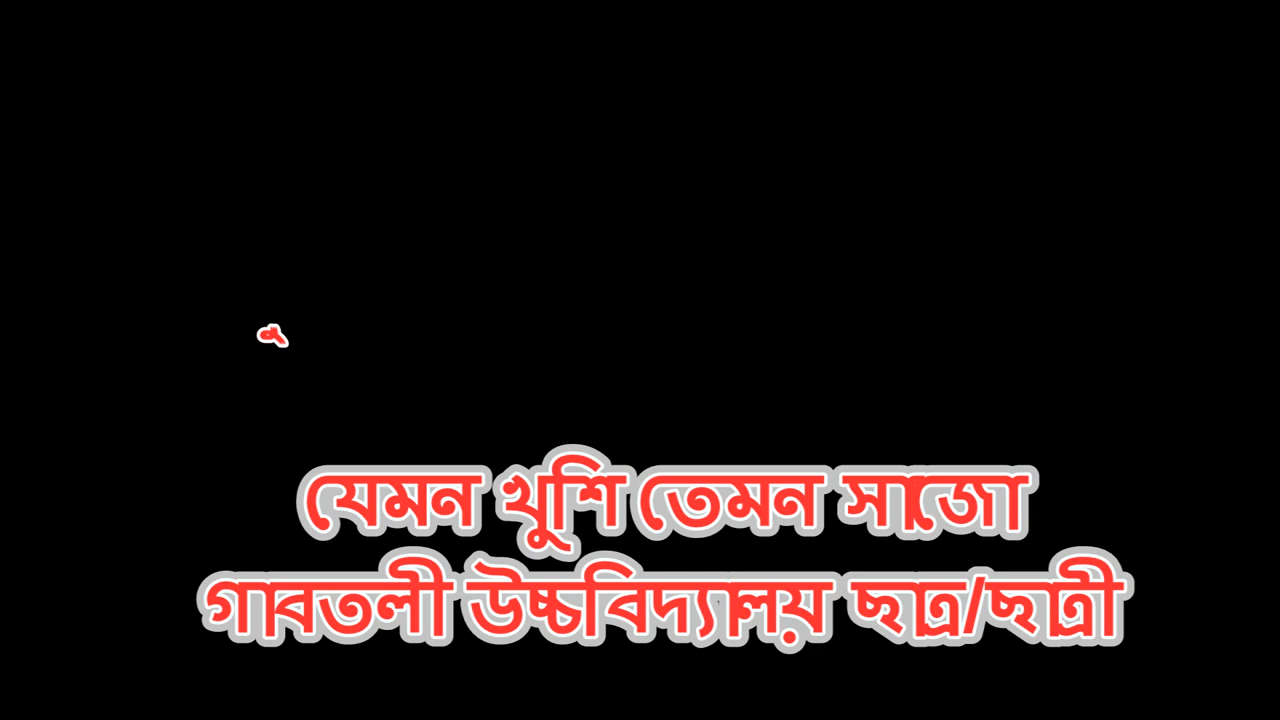 যেমন খুশি তেমন সাজো
গাবতলী উচ্চবিদ্যালয় ছাত্র/ছাত্রী